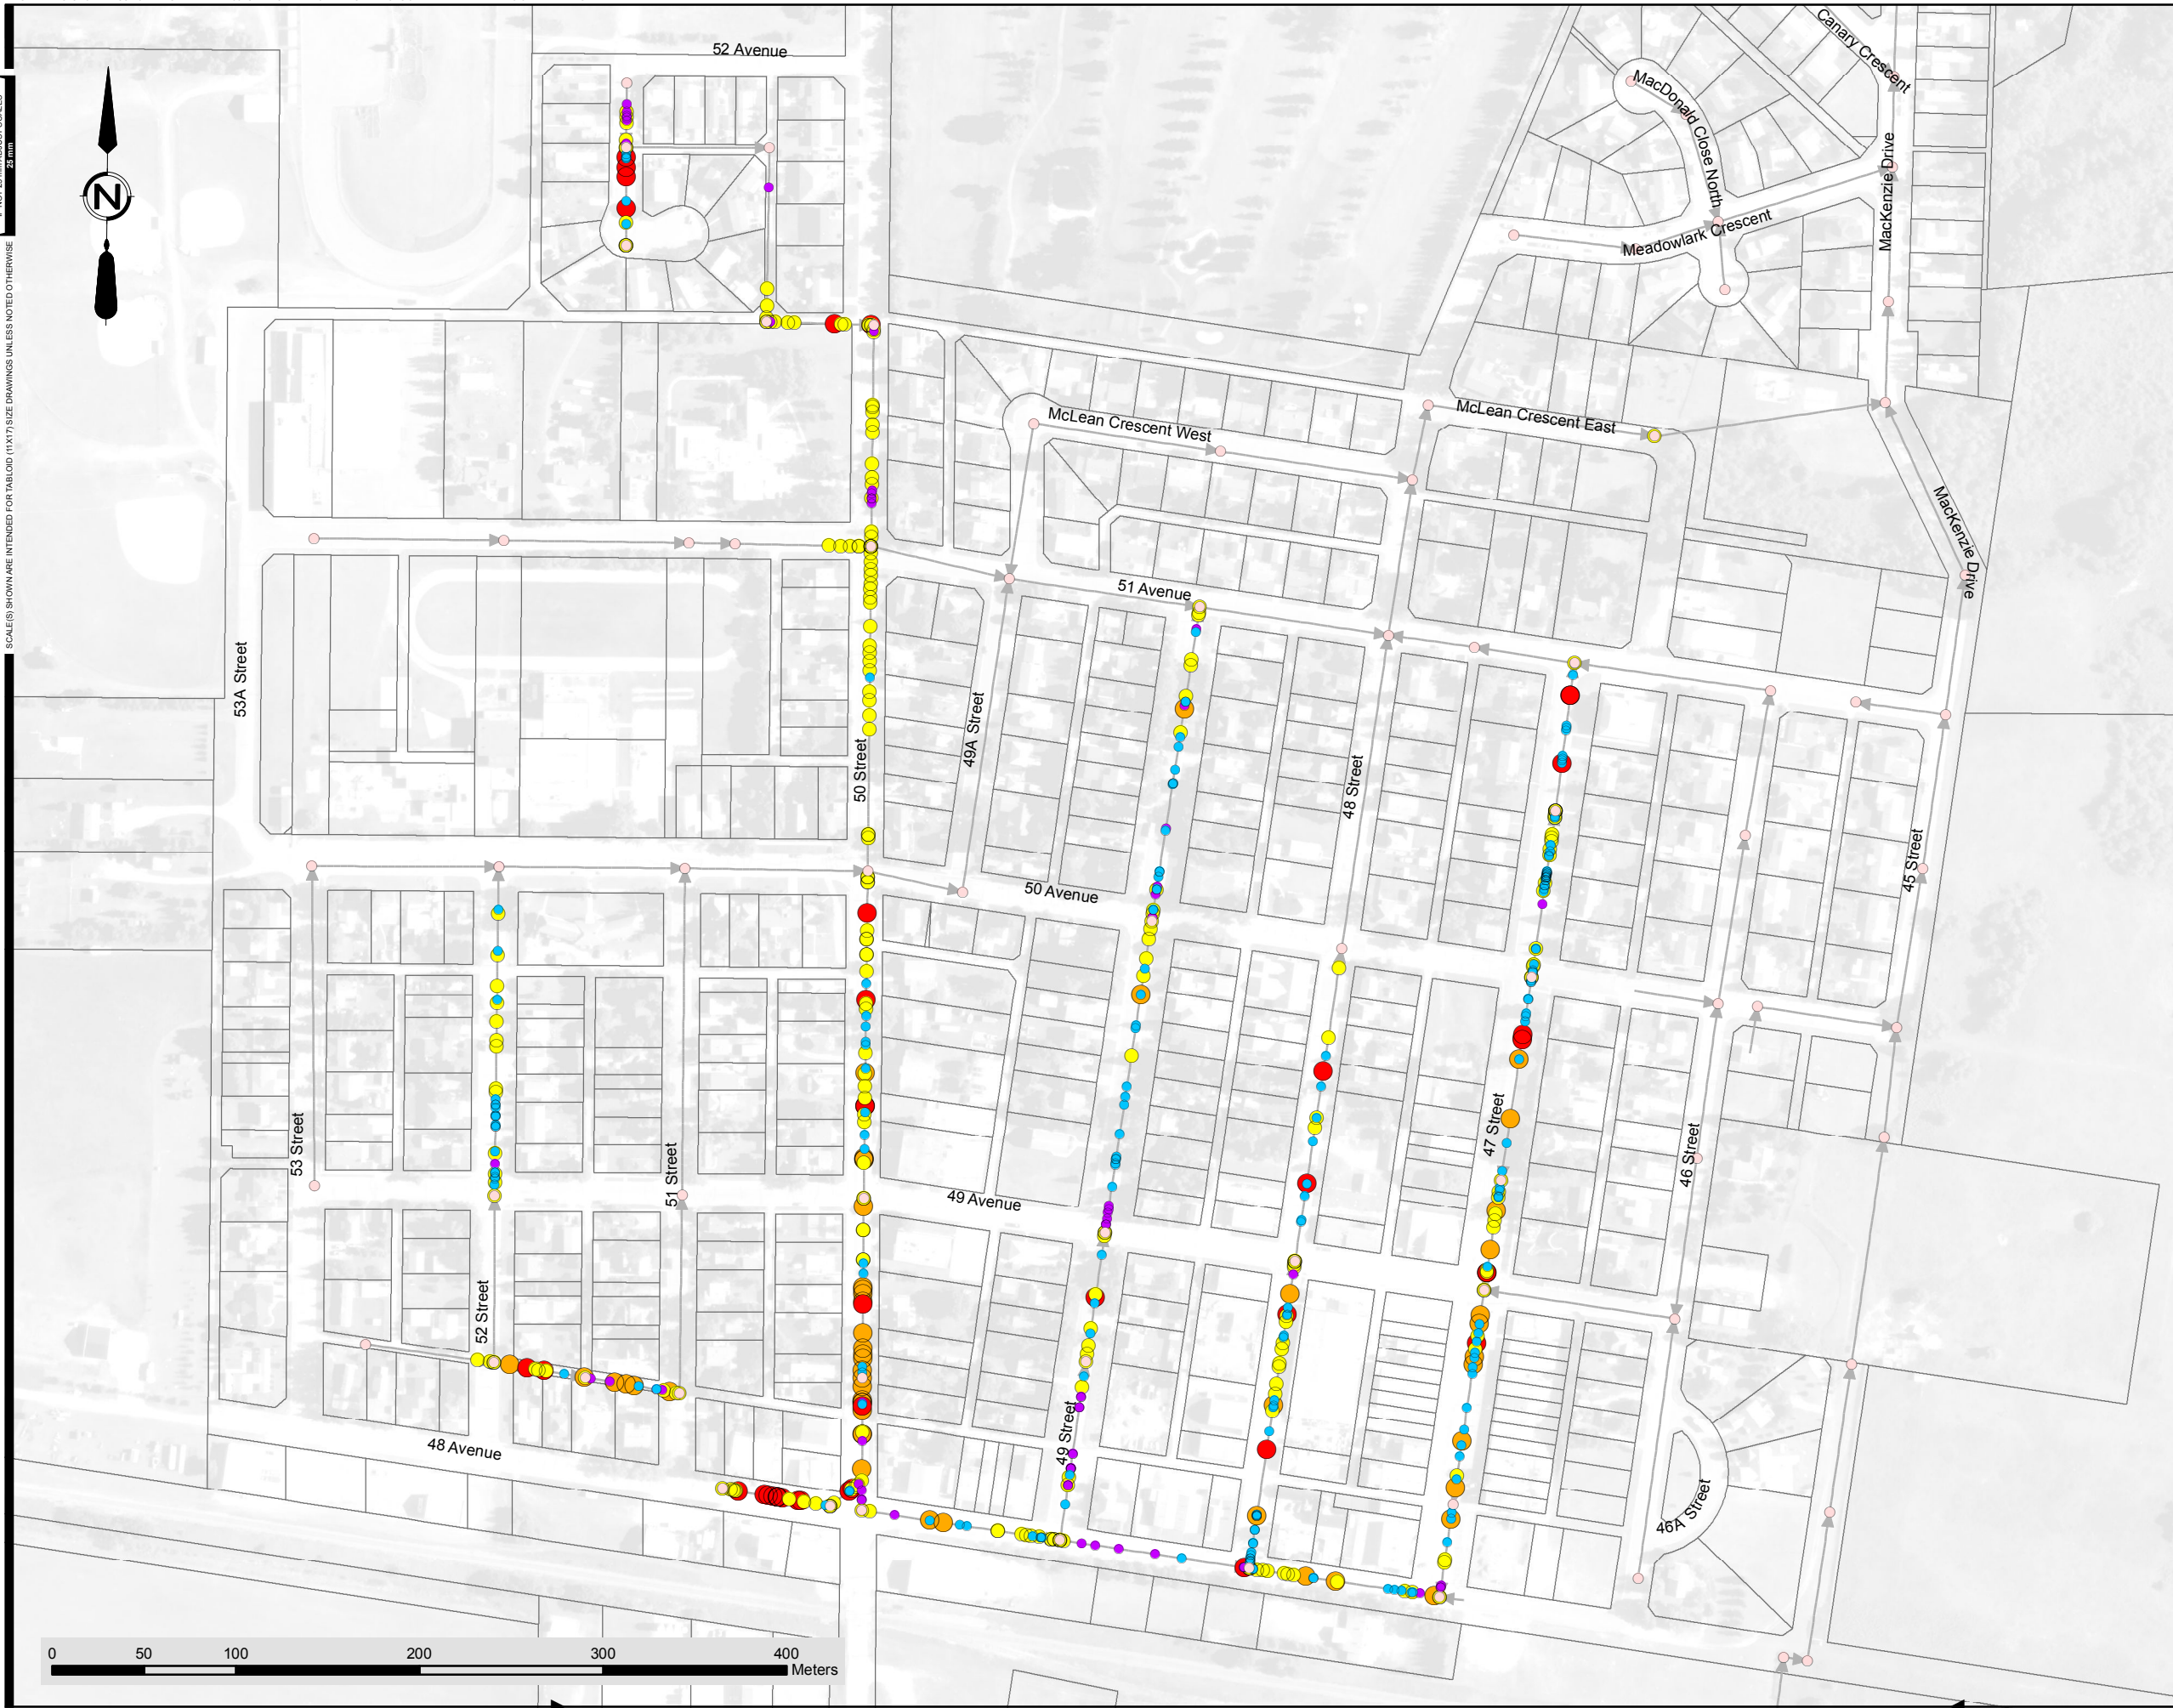 52 Avenue
Canary Crescent
MacDonald Close North
MacKenzie Drive
Meadowlark Crescent
25 mm
SCALE(S) SHOWN ARE INTENDED FOR TABLOID (11X17) SIZE DRAWINGS UNLESS NOTED OTHERWISE
N
McLean Crescent West
McLean Crescent East
MacKenzie Drive
51 Avenue
53A Street
49A Street
50 Street
48 Street
45 Street
50 Avenue
53 Street
51 Street
47 Street
46 Street
49 Avenue
52 Street
49 Street
48 Avenue
46A Street
0 50 100 200 300 400
Meters